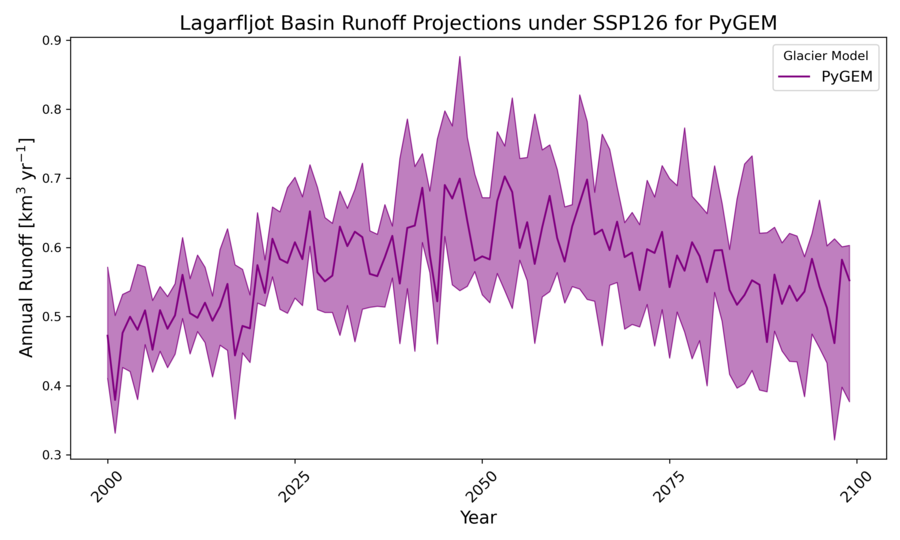 Lagarfljot Basin Runoff Projections under SSP126 for PyGEM
Glacier Model
PyGEM
0.9
0.8
0.7
0.6
0.5
0.4
0.3
Annual Runoff [km³ yr⁻¹]
2000
2025
2050
2075
2100
Year